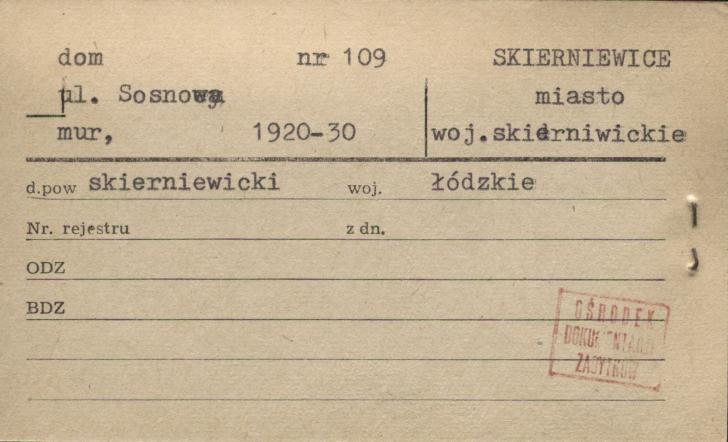 dom nr 109 SKIERNIEWICE
ul. Sosnowa miasto
mur, 1920-30 woj.skierniwickie
d.pow skierniewicki woj. łódzkie
Nr. rejestru z dn.
ODZ
BDZ
OŚRODEK
DOKUMENTACJI
ZABYTKÓW